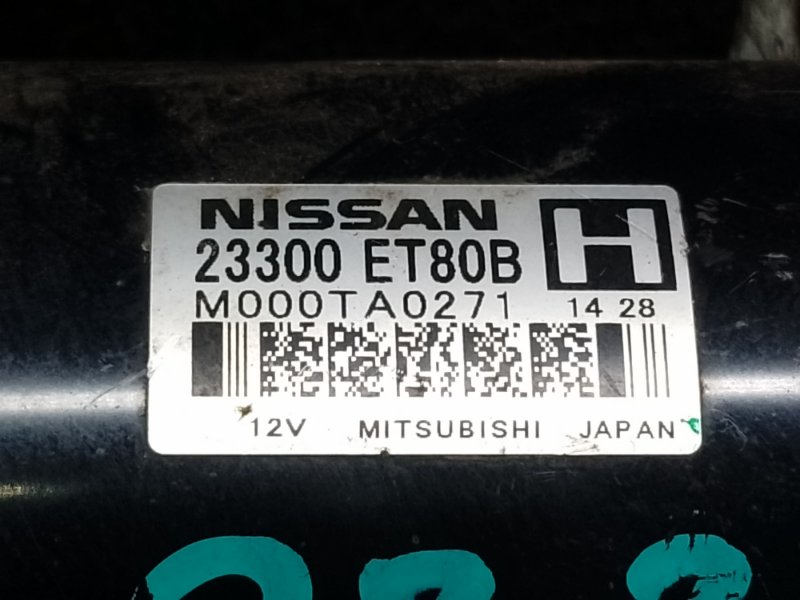 NISSAN
23300 ET80B H
M000TA0271 14 28
12V MITSUBISHI JAPAN